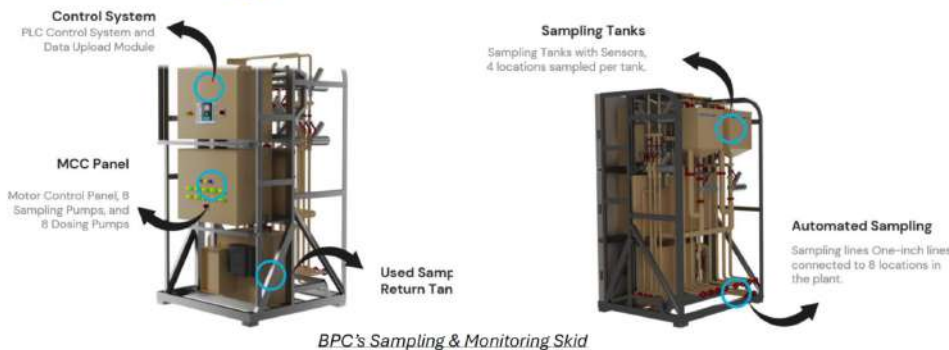 Control System
PLC Control System and
Data Upload Module
MCC Panel
Motor Control Panel, 8
Sampling Pumps, and
8 Dosing Pumps
Used Samp
Return Tan
Sampling Tanks
Sampling Tanks with Sensors,
4 locations sampled per tank.
Automated Sampling
Sampling lines One-inch lines
connected to 8 locations in
the plant.
BPC's Sampling & Monitoring Skid